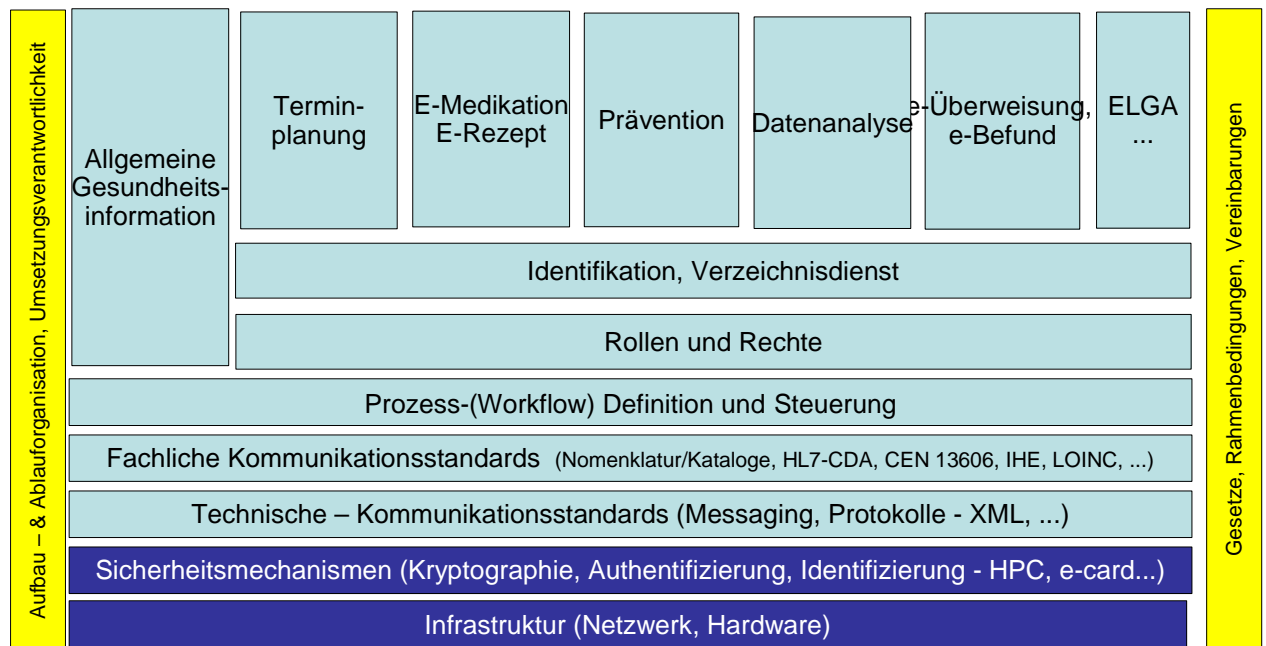 Aufbau – & Ablauforganisation, Umsetzungsverantwortlichkeit
Allgemeine
Gesundheits-
information
Termin-
planung
E-Medikation
E-Rezept
Prävention
Datenanalyse
e-Überweisung,
e-Befund
ELGA
...
Identifikation, Verzeichnisdienst
Rollen und Rechte
Prozess-(Workflow) Definition und Steuerung
Fachliche Kommunikationsstandards (Nomenklatur/Kataloge, HL7-CDA, CEN 13606, IHE, LOINC, ...)
Technische – Kommunikationsstandards (Messaging, Protokolle - XML, ...)
Sicherheitsmechanismen (Kryptographie, Authentifizierung, Identifizierung - HPC, e-card...)
Infrastruktur (Netzwerk, Hardware)
Gesetze, Rahmenbedingungen, Vereinbarungen